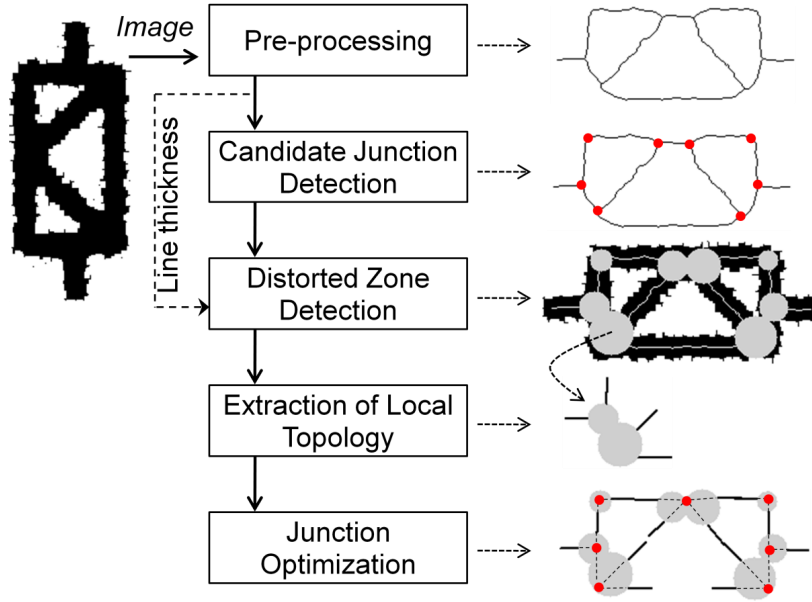 Image
Pre-processing
Line thickness
Candidate Junction
Detection
Distorted Zone
Detection
Extraction of Local
Topology
Junction
Optimization